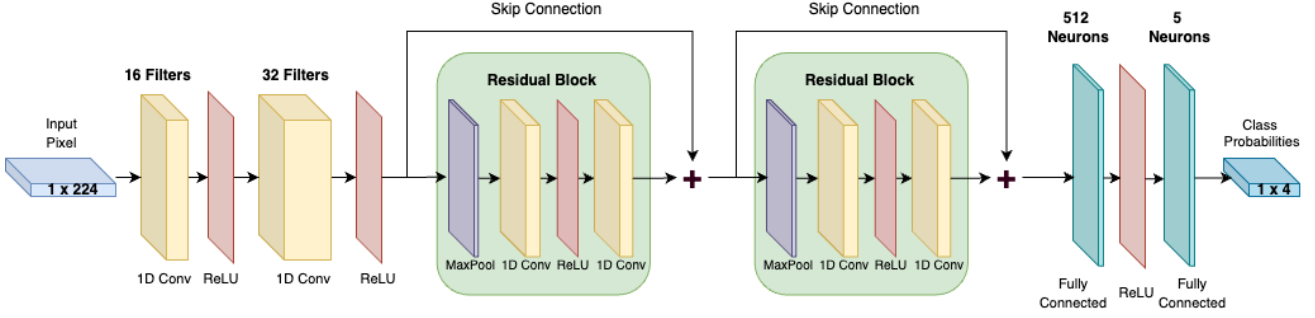 Skip Connection
Skip Connection
512
Neurons
5
Neurons
16 Filters
32 Filters
Residual Block
Residual Block
Input
Pixel
Class
Probabilities
1 x 224
1 x 4
1D Conv
ReLU
1D Conv
ReLU
MaxPool
1D Conv
ReLU
1D Conv
MaxPool
1D Conv
ReLU
1D Conv
Fully
Connected
ReLU
Fully
Connected